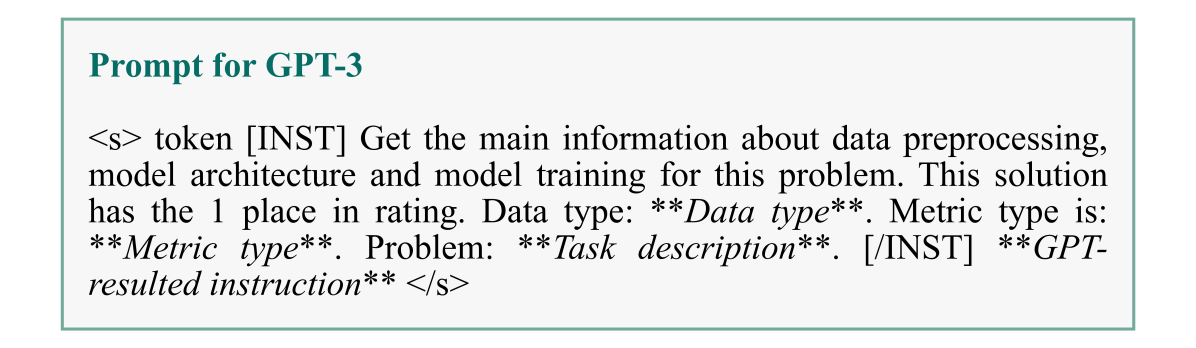 Prompt for GPT-3
<s> token [INST] Get the main information about data preprocessing,
model architecture and model training for this problem. This solution
has the 1 place in rating. Data type: **Data type**. Metric type is:
**Metric type**. Problem: **Task description**. [/INST] **GPT-
resulted instruction** </s>